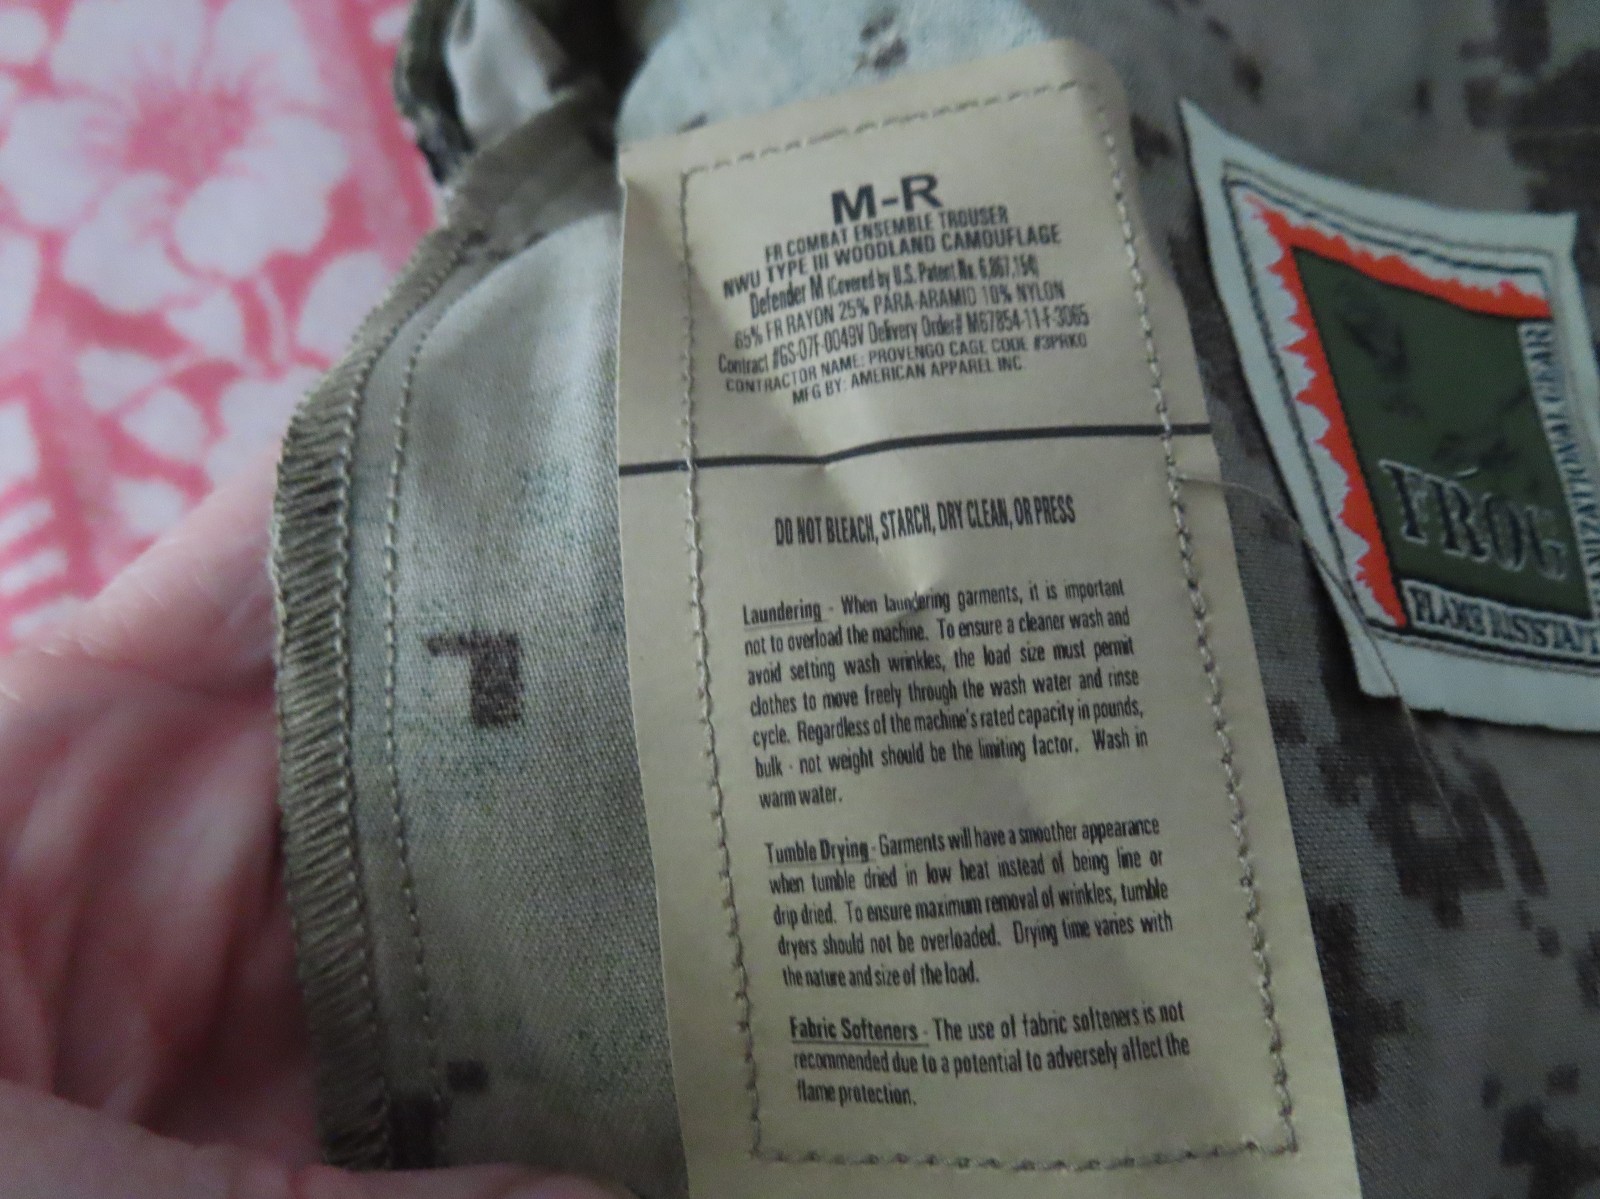 M-R
FR COMBAT ENSEMBLE TROUSER
NWU TYPE III WOODLAND CAMOUFLAGE
Defender M (Covered by U.S. Patent No. 6,867,154)
65% FR RAYON 25% PARA-ARAMID 10% NYLON
Contract #GS-07F-0049V Delivery Order# M67854-11-F-3065
CONTRACTOR NAME: PROVENGO CAGE CODE #3PRK0
MFG BY: AMERICAN APPAREL INC.
DO NOT BLEACH, STARCH, DRY CLEAN, OR PRESS
Laundering - When laundering garments, it is important
not to overload the machine. To ensure a cleaner wash and
avoid setting wash wrinkles, the load size must permit
clothes to move freely through the wash water and rinse
cycle. Regardless of the machine's rated capacity in pounds,
bulk - not weight should be the limiting factor. Wash in
warm water.
Tumble Drying - Garments will have a smoother appearance
when tumble dried in low heat instead of being line or
drip dried. To ensure maximum removal of wrinkles, tumble
dryers should not be overloaded. Drying time varies with
the nature and size of the load.
Fabric Softeners - The use of fabric softeners is not
recommended due to a potential to adversely affect the
flame protection.
FROG
FLAME RESISTANT
GEAR